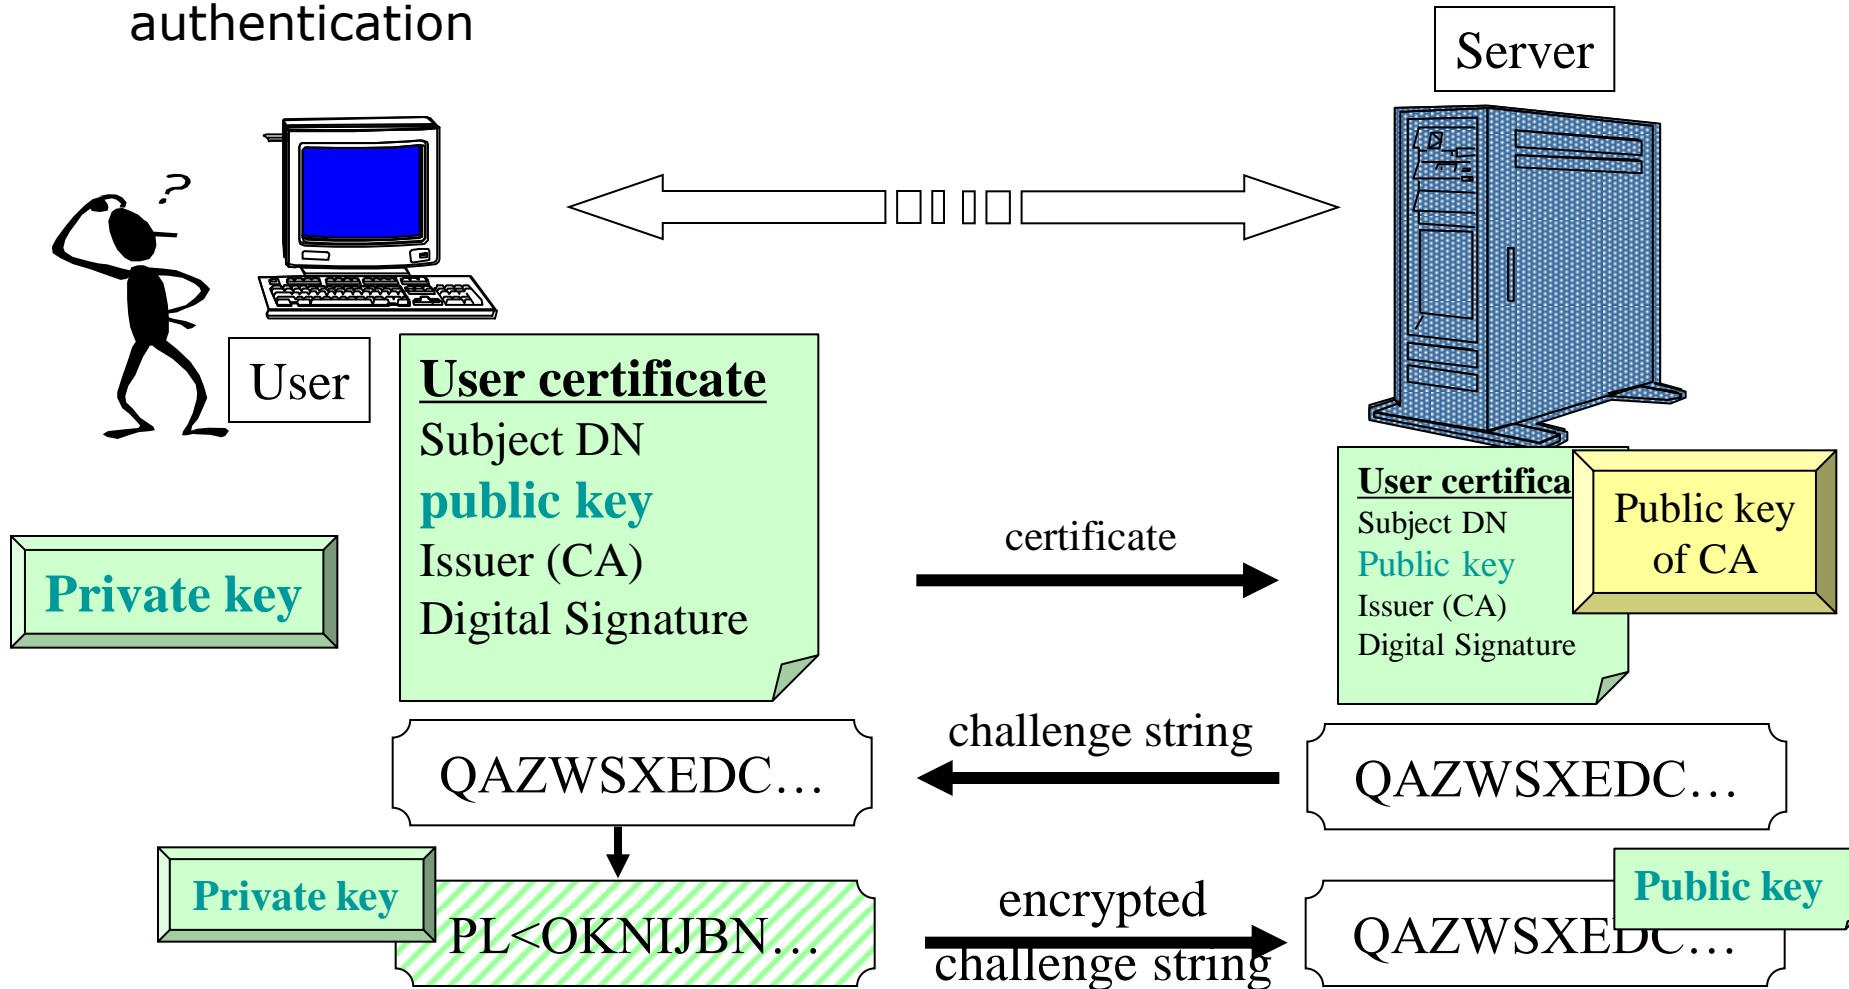 authentication
Server
?
User
User certificate
Subject DN
public key
Issuer (CA)
Digital Signature
Private key
certificate
User certifica
Subject DN
Public key
Issuer (CA)
Digital Signature
Public key
of CA
challenge string
QAZWSXEDC…
QAZWSXEDC…
Private key
PL<OKNIJBN…
encrypted
challenge string
Public key
QAZWSXEDC…